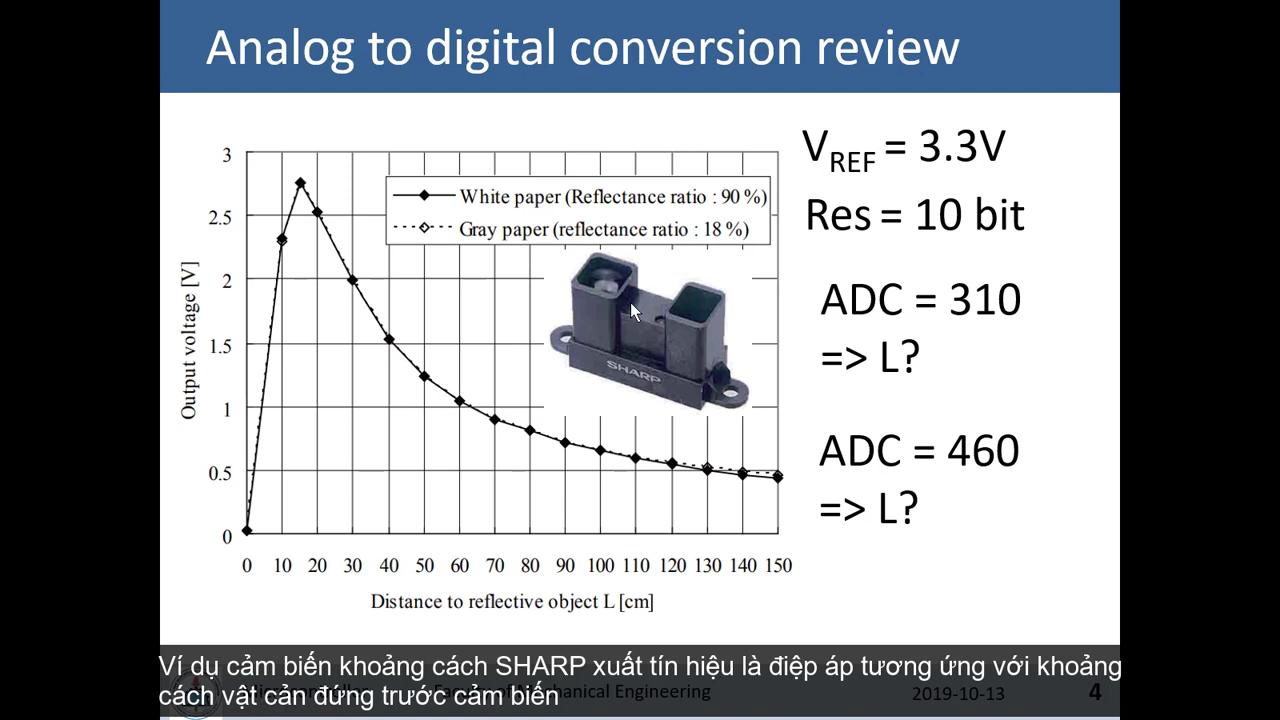 Analog to digital conversion review
3
2.5
2
1.5
1
0.5
0
Output voltage [V]
White paper (Reflectance ratio : 90 %)
Gray paper (reflectance ratio : 18 %)
SHARP
0 10 20 30 40 50 60 70 80 90 100 110 120 130 140 150
Distance to reflective object L [cm]
VREF = 3.3V
Res = 10 bit
ADC = 310
=> L?
ADC = 460
=> L?
Ví dụ cảm biến khoảng cách SHARP xuất tín hiệu là điệp áp tương ứng với khoảng
cách vật cản đứng trước cảm biến
Mechanical Engineering
2019-10-13
4